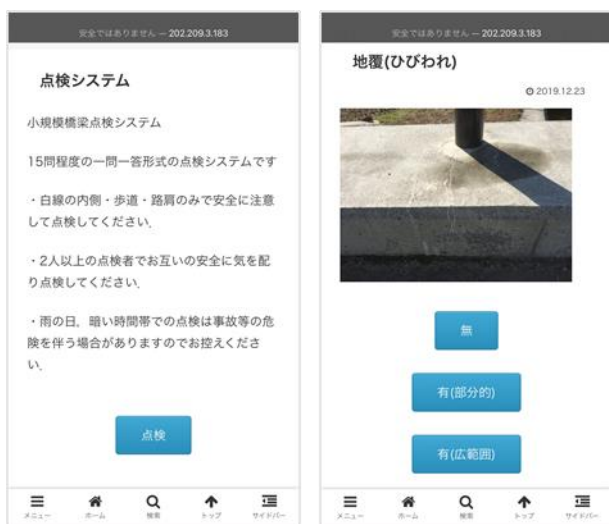 安全ではありません — 202.209.3.183
点検システム
小規模橋梁点検システム
15問程度の一問一答形式の点検システムです
・白線の内側・歩道・路肩のみで安全に注意
して点検してください.
・2人以上の点検者でお互いの安全に気を配
り点検してください.
・雨の日，暗い時間帯での点検は事故等の危
険を伴う場合がありますのでお控えくださ
い.
点検
メニュー
ホーム
検索
トップ
サイドバー
安全ではありません — 202.209.3.183
地覆(ひびわれ)
2019.12.23
無
有(部分的)
有(広範囲)
メニュー
ホーム
検索
トップ
サイドバー